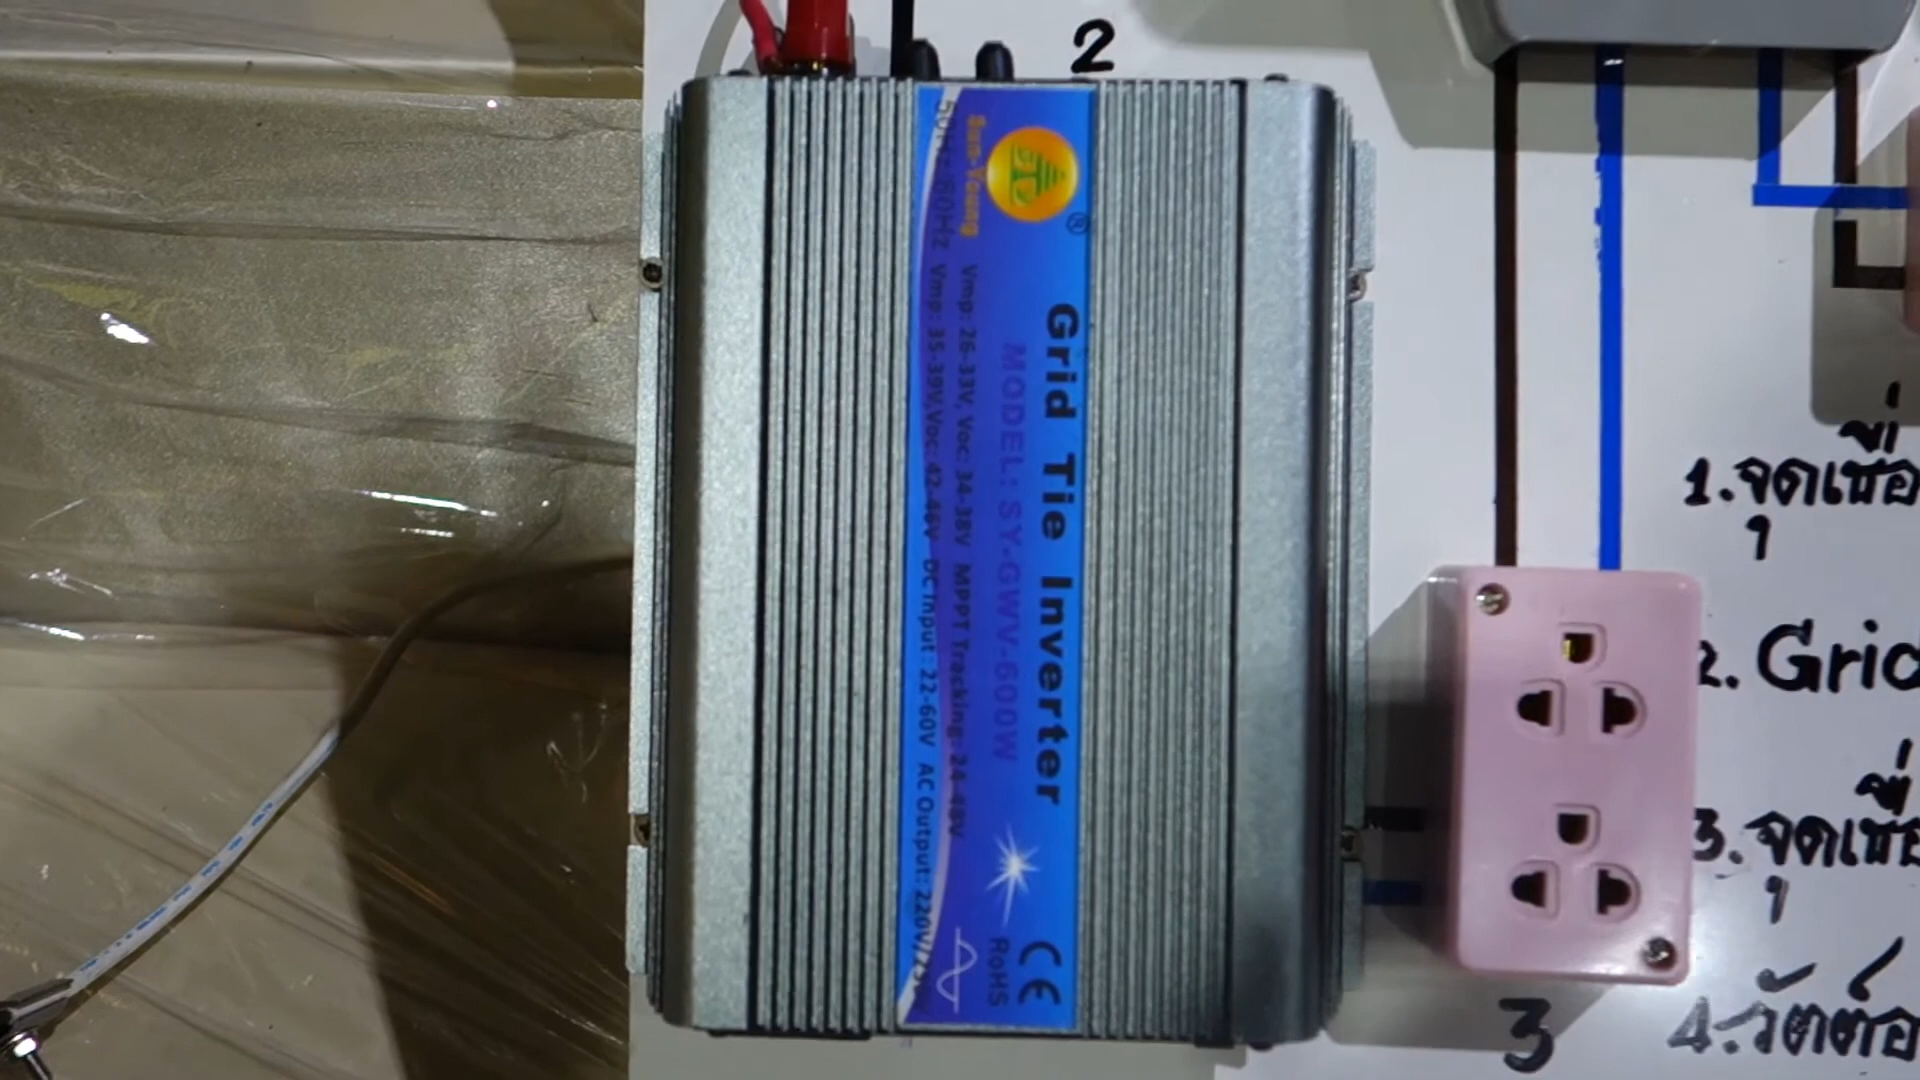 2
Sun-Young
®
Grid Tie Inverter
MODEL: SY-GWV-600W
Vmp: 26-33V, Voc: 34-38V MPPT Tracking: 24-48V
Vmp: 35-39V,Voc: 42-46V DC Input: 22-60V AC Output: 220V/
CE
RoHS
1.จุดเชื่อ
2. Grid
3. จุดเชื่อ
4. วัตต์
3